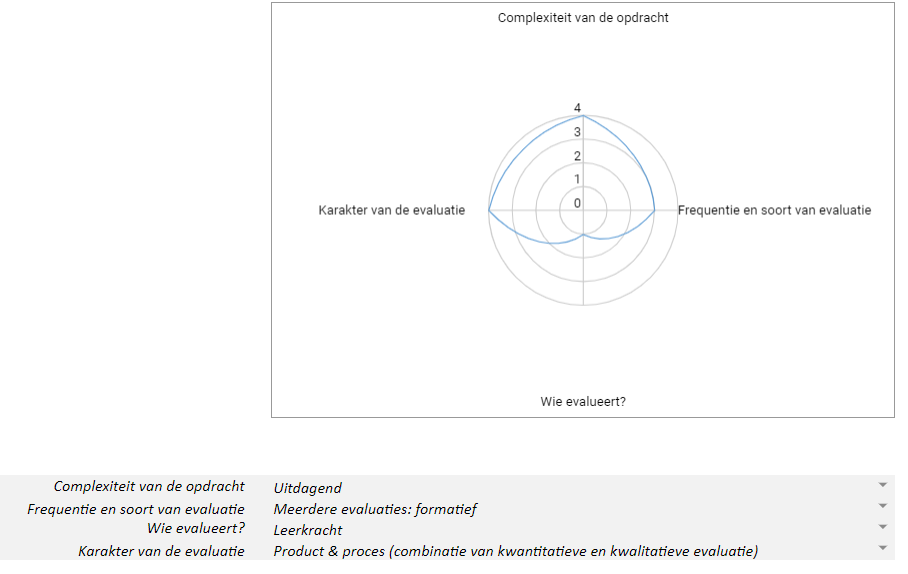 Complexiteit van de opdracht
4
3
2
1
0
Karakter van de evaluatie
Frequentie en soort van evaluatie
Wie evalueert?
Complexiteit van de opdracht Uitdagend
Frequentie en soort van evaluatie Meerdere evaluaties: formatief
Wie evalueert? Leerkracht
Karakter van de evaluatie Product & proces (combinatie van kwantitatieve en kwalitatieve evaluatie)